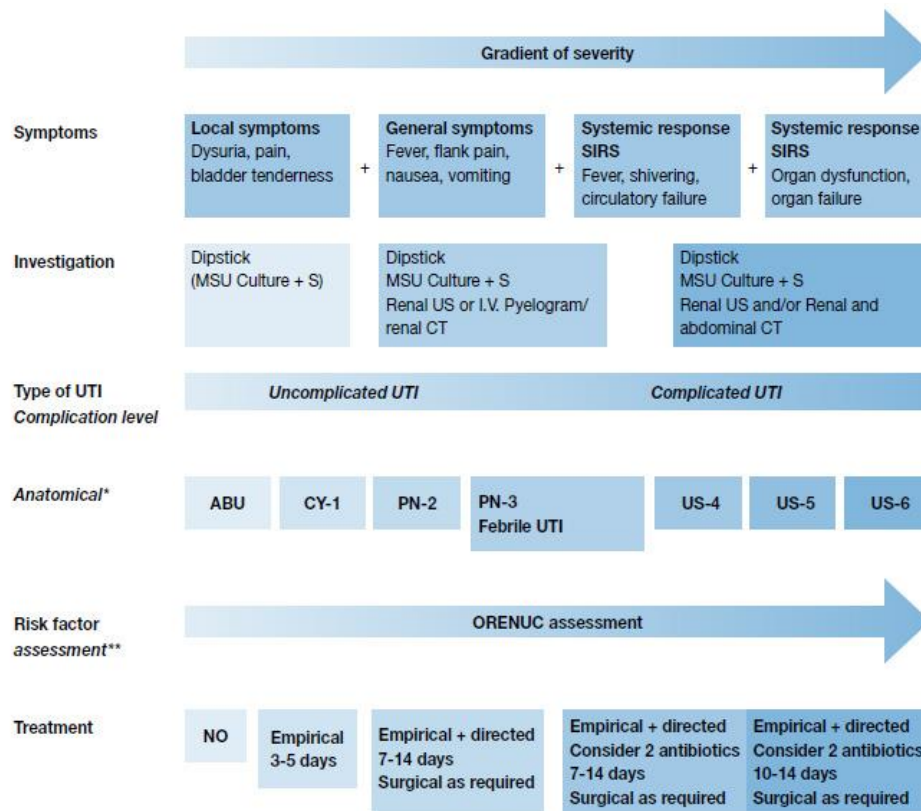 Gradient of severity
Symptoms
Local symptoms
Dysuria, pain,
bladder tenderness
+
General symptoms
Fever, flank pain,
nausea, vomiting
+
Systemic response
SIRS
Fever, shivering,
circulatory failure
+
Systemic response
SIRS
Organ dysfunction,
organ failure
Investigation
Dipstick
(MSU Culture + S)
Dipstick
MSU Culture + S
Renal US or I.V. Pyelogram/
renal CT
Dipstick
MSU Culture + S
Renal US and/or Renal and
abdominal CT
Type of UTI
Complication level
Uncomplicated UTI
Complicated UTI
Anatomical*
ABU
CY-1
PN-2
PN-3
Febrile UTI
US-4
US-5
US-6
Risk factor
assessment**
ORENUC assessment
Treatment
NO
Empirical
3-5 days
Empirical + directed
7-14 days
Surgical as required
Empirical + directed
Consider 2 antibiotics
7-14 days
Surgical as required
Empirical + directed
Consider 2 antibiotics
10-14 days
Surgical as required